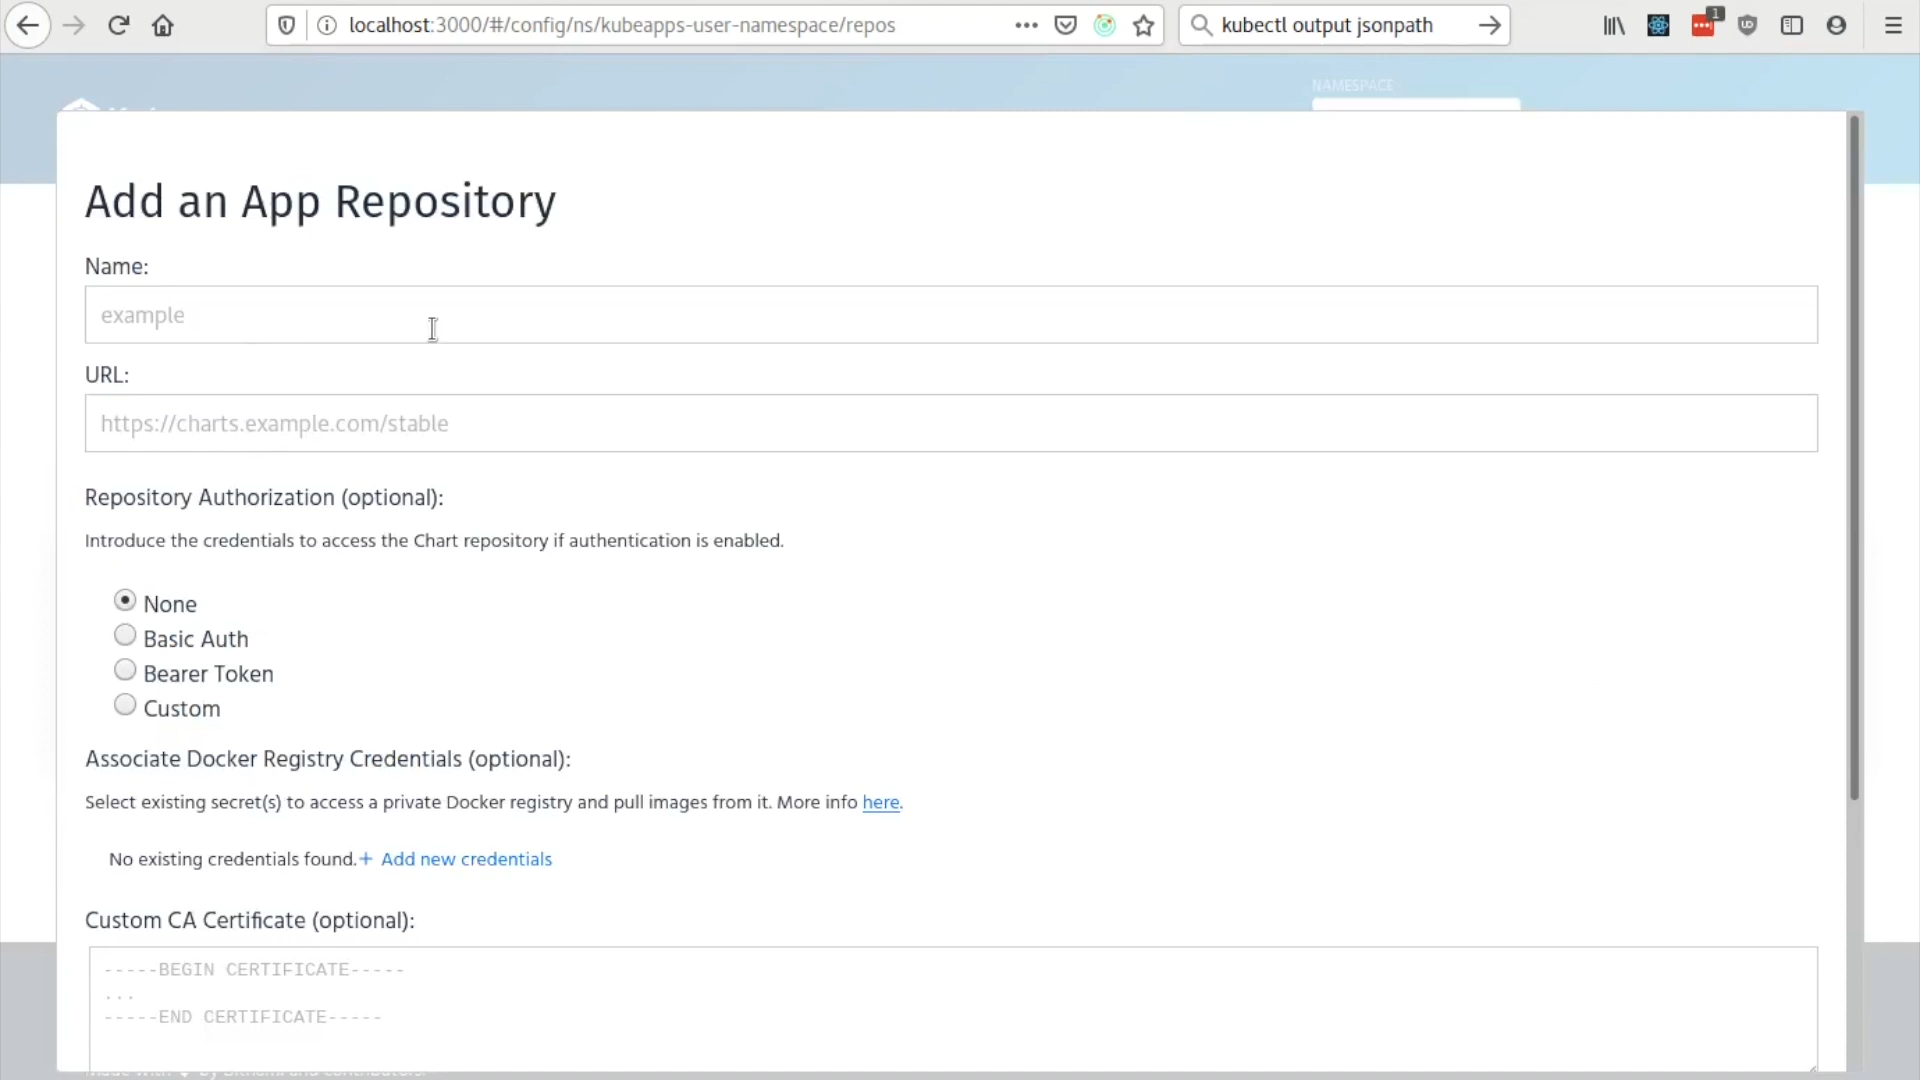 localhost:3000/#/config/ns/kubeapps-user-namespace/repos
kubectl output jsonpath
1
NAMESPACE
Add an App Repository
Name:
example
URL:
https://charts.example.com/stable
Repository Authorization (optional):
Introduce the credentials to access the Chart repository if authentication is enabled.
None
Basic Auth
Bearer Token
Custom
Associate Docker Registry Credentials (optional):
Select existing secret(s) to access a private Docker registry and pull images from it. More info here.
No existing credentials found.+ Add new credentials
Custom CA Certificate (optional):
-----BEGIN CERTIFICATE-----
...
-----END CERTIFICATE-----